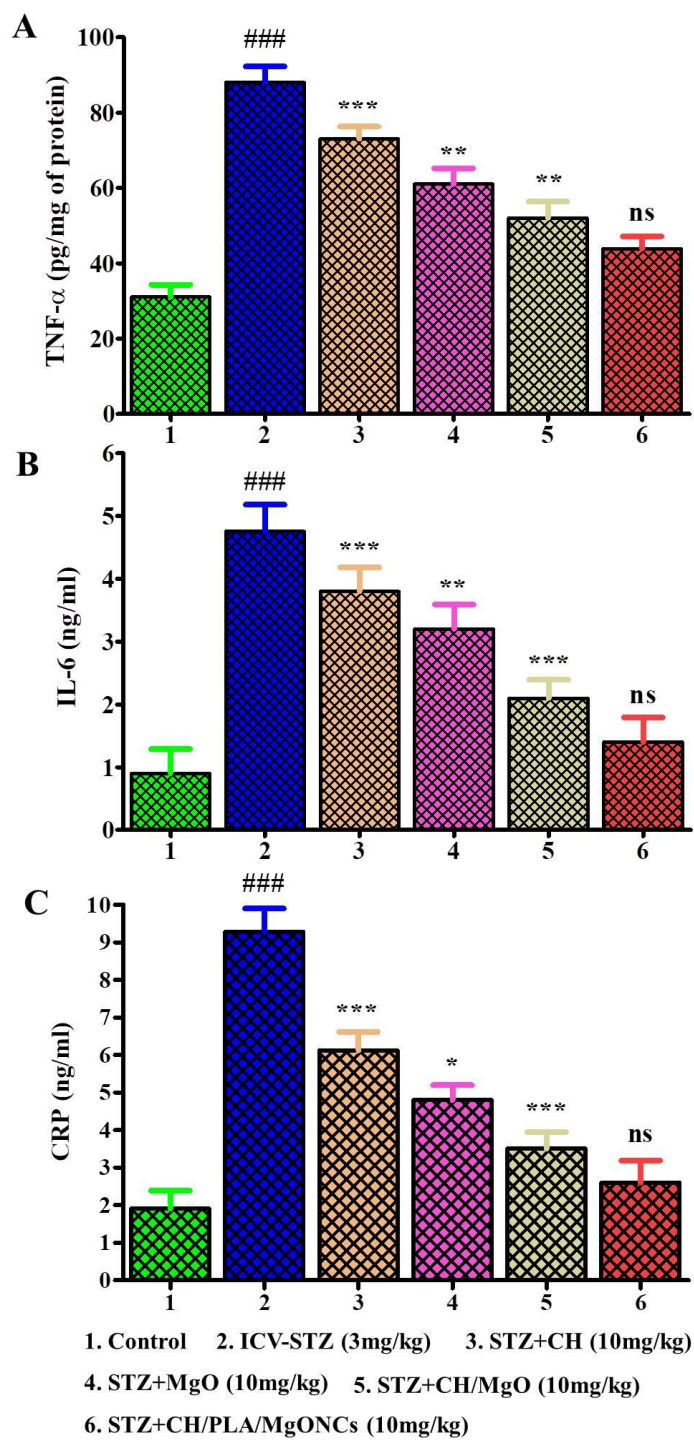 A
100
80
60
40
20
0
TNF-α (pg/mg of protein)
###
***
**
**
ns
1 2 3 4 5 6
B
6
5
4
3
2
1
0
IL-6 (ng/ml)
###
***
**
***
ns
1 2 3 4 5 6
C
10
9
8
7
6
5
4
3
2
1
0
CRP (ng/ml)
###
***
*
***
ns
1 2 3 4 5 6
1. Control 2. ICV-STZ (3mg/kg) 3. STZ+CH (10mg/kg)
4. STZ+MgO (10mg/kg) 5. STZ+CH/MgO (10mg/kg)
6. STZ+CH/PLA/MgONCs (10mg/kg)